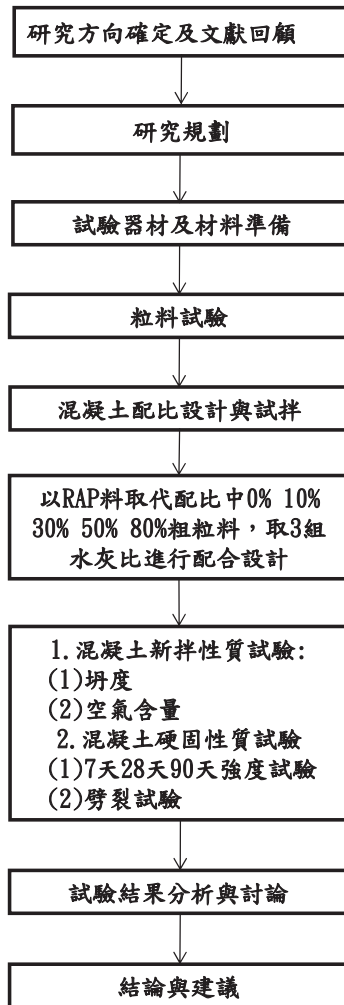 研究方向確定及文獻回顧
研究規劃
試驗器材及材料準備
粒料試驗
混凝土配比設計與試拌
以RAP料取代配比中0% 10%
30% 50% 80%粗粒料，取3組
水灰比進行配合設計
1.混凝土新拌性質試驗:
(1)坍度
(2)空氣含量
2.混凝土硬固性質試驗
(1)7天28天90天強度試驗
(2)劈裂試驗
試驗結果分析與討論
結論與建議